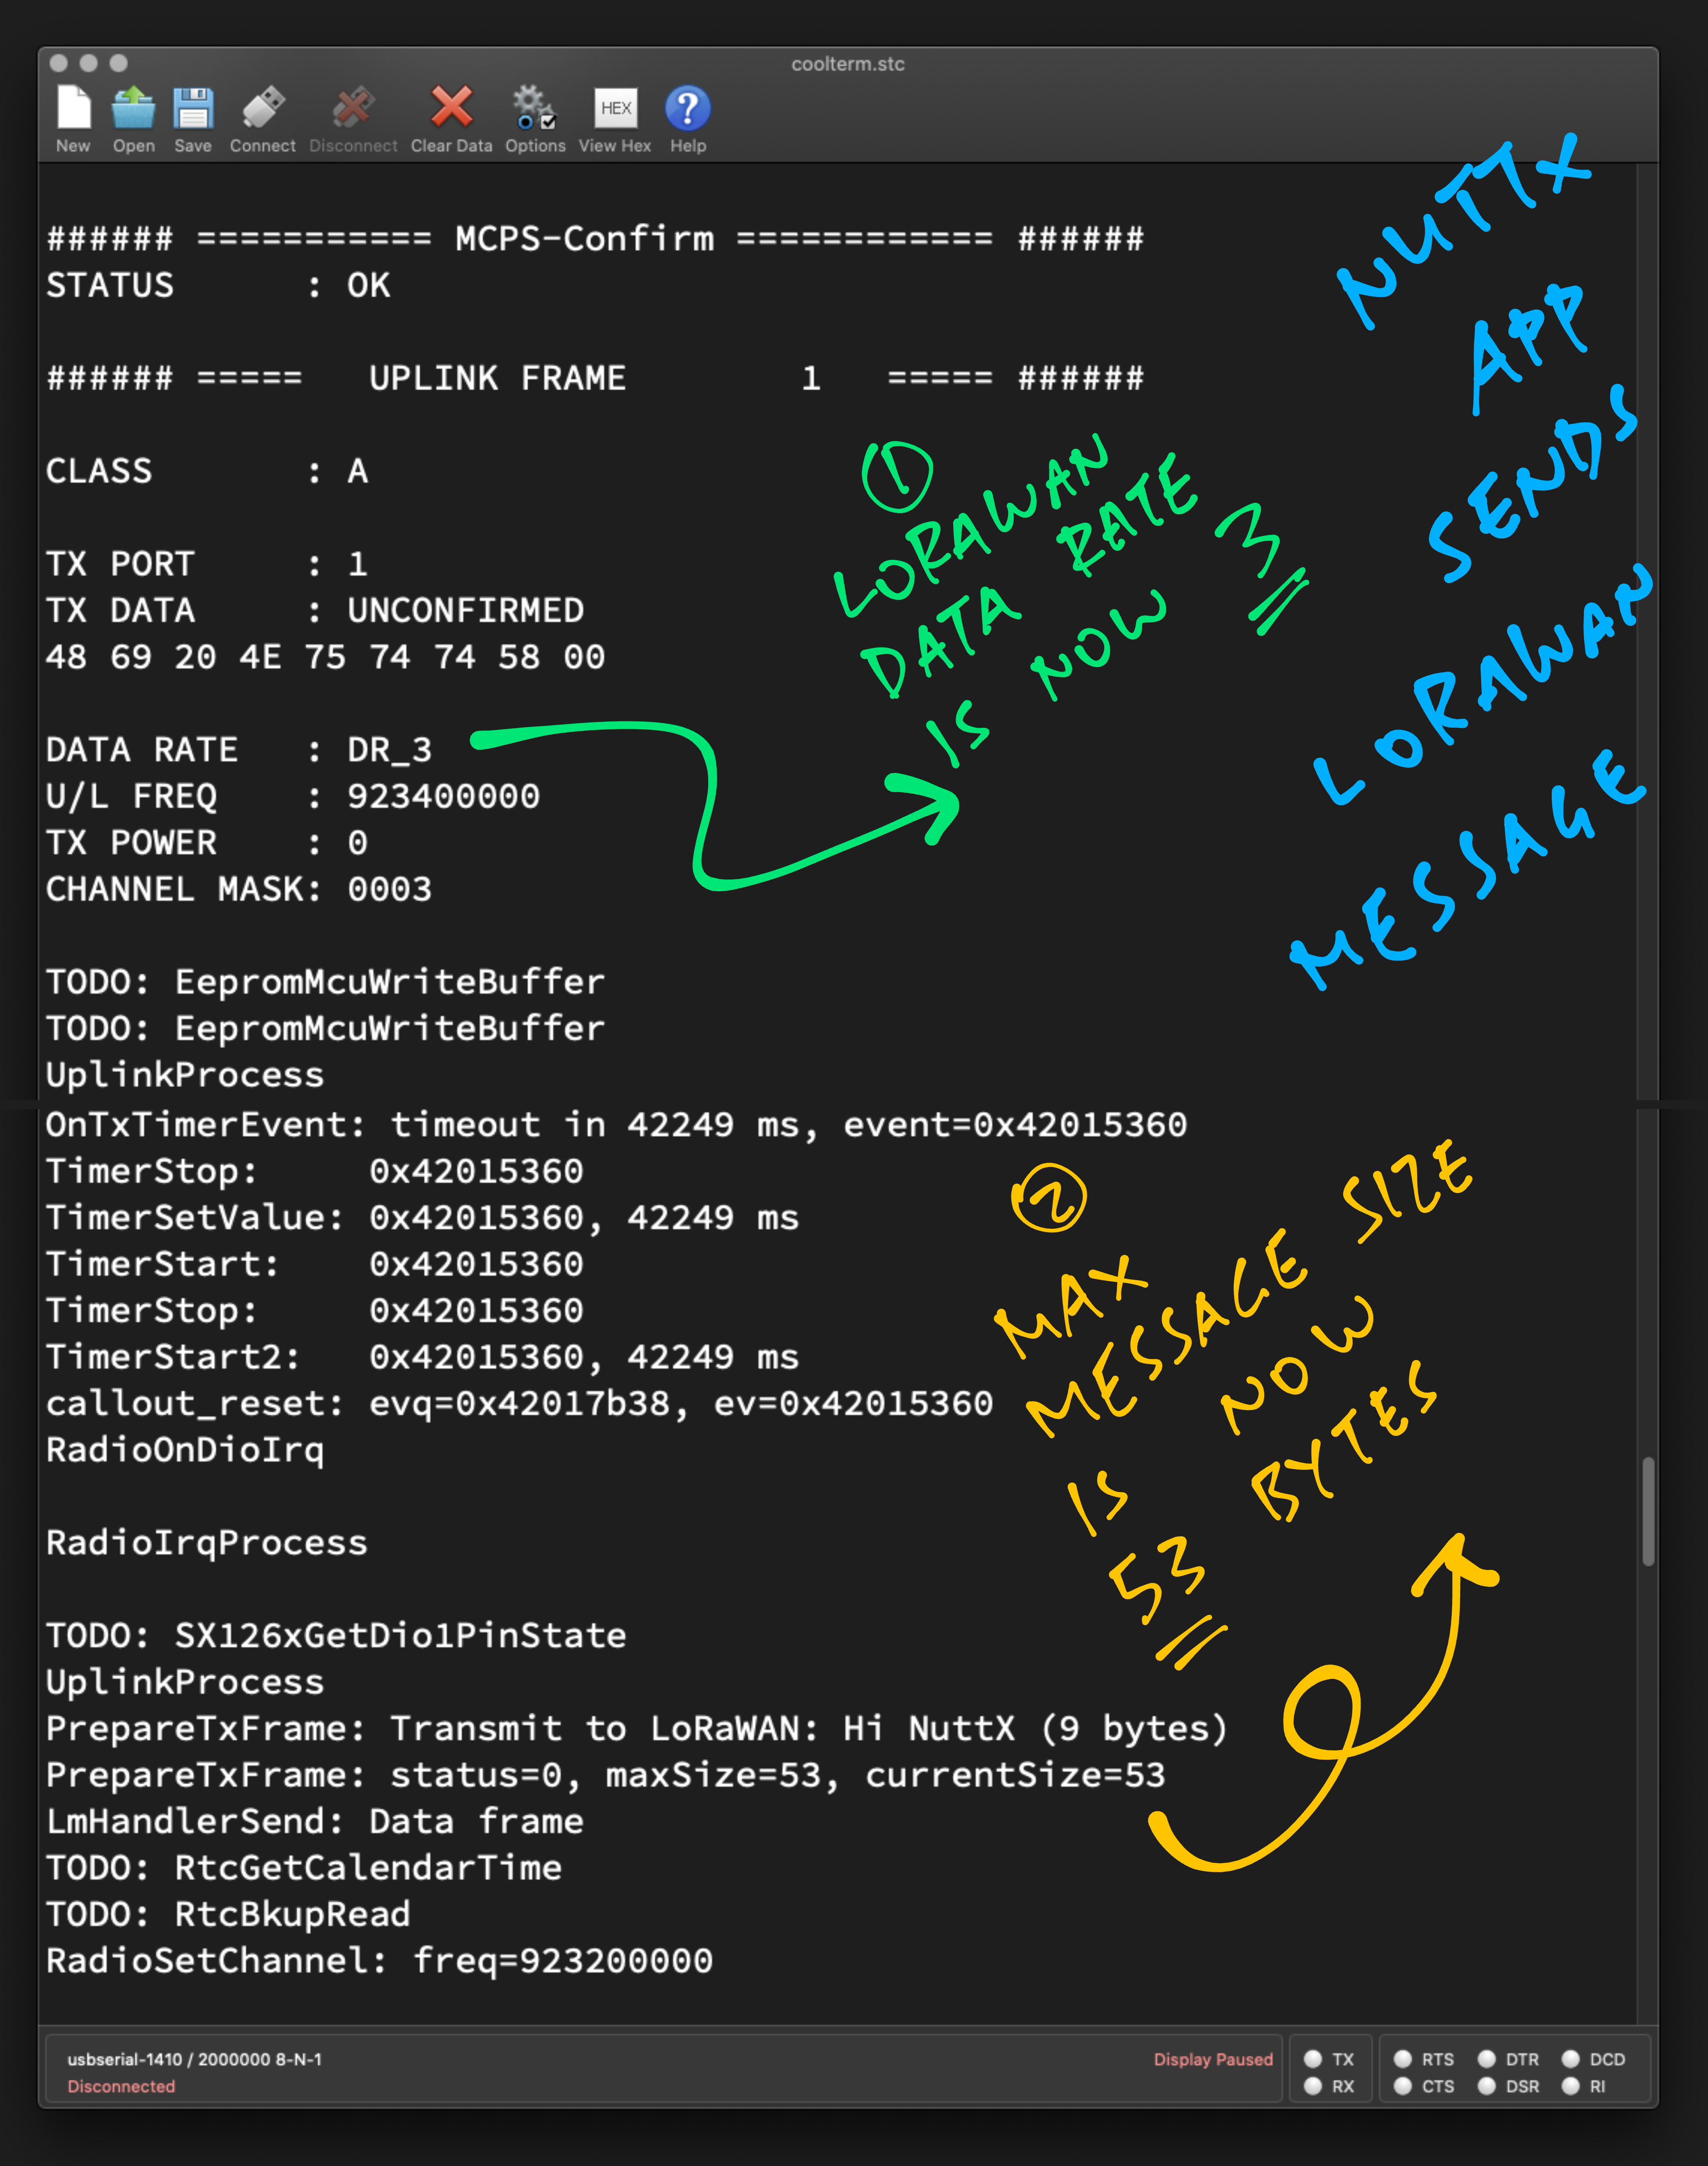 coolterm.stc
New Open Save Connect Disconnect Clear Data Options View Hex Help
HEX
###### =========== MCPS-Confirm ============ ######
STATUS : OK
###### ===== UPLINK FRAME 1 ===== ######
CLASS : A
TX PORT : 1
TX DATA : UNCONFIRMED
48 69 20 4E 75 74 74 58 00
DATA RATE : DR_3
U/L FREQ : 923400000
TX POWER : 0
CHANNEL MASK: 0003
TODO: EepromMcuWriteBuffer
TODO: EepromMcuWriteBuffer
UplinkProcess
OnTxTimerEvent: timeout in 42249 ms, event=0x42015360
TimerStop: 0x42015360
TimerSetValue: 0x42015360, 42249 ms
TimerStart: 0x42015360
TimerStop: 0x42015360
TimerStart2: 0x42015360, 42249 ms
callout_reset: evq=0x42017b38, ev=0x42015360
RadioOnDioIrq
RadioIrqProcess
TODO: SX126xGetDio1PinState
UplinkProcess
PrepareTxFrame: Transmit to LoRaWAN: Hi NuttX (9 bytes)
PrepareTxFrame: status=0, maxSize=53, currentSize=53
LmHandlerSend: Data frame
TODO: RtcGetCalendarTime
TODO: RtcBkupRead
RadioSetChannel: freq=923200000
NUTTX
APP
SENDS
LORAWAN
MESSAGE
1
LORAWAN
DATA RATE
IS NOW 3
2
MAX
MESSAGE SIZE
IS NOW
53 BYTES
usbserial-1410 / 2000000 8-N-1
Disconnected
Display Paused
TX RTS DTR DCD
RX CTS DSR RI